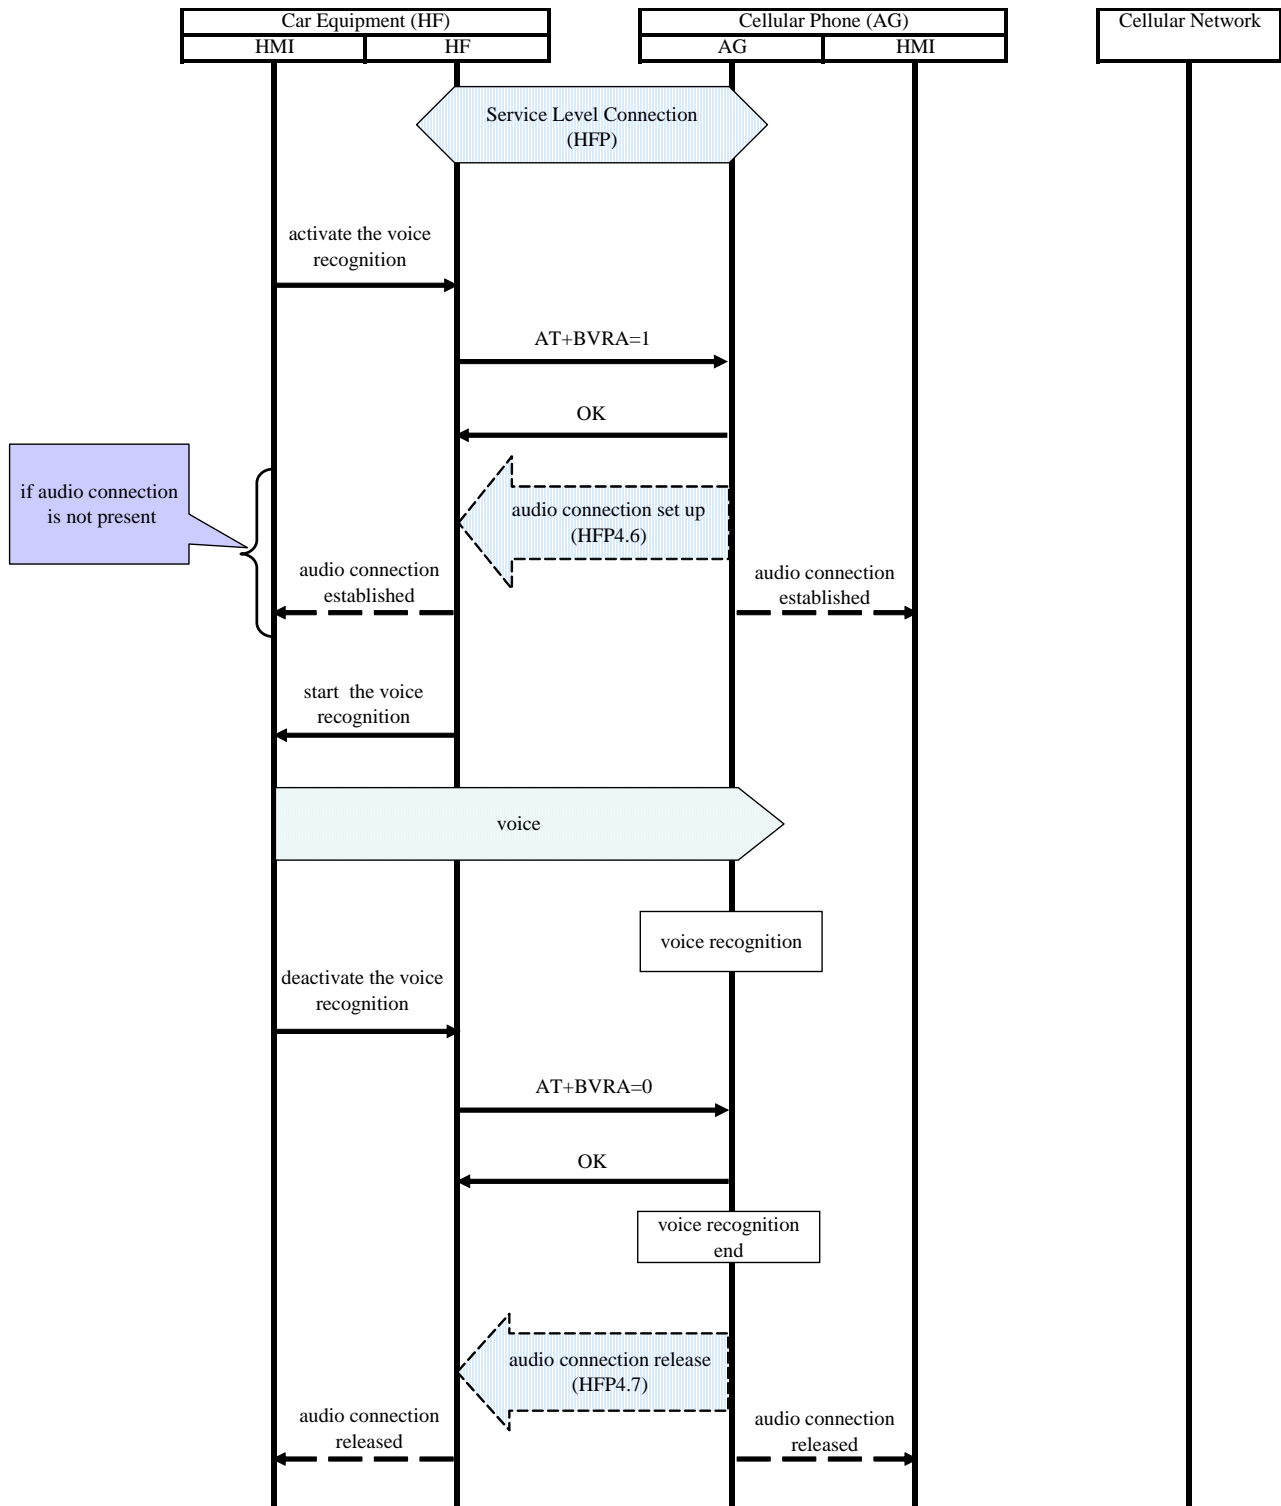 Car Equipment (HF)
Cellular Phone (AG)
Cellular Network
HMI
HF
AG
HMI
Service Level Connection
(HFP)
activate the voice
recognition
AT+BVRA=1
OK
if audio connection
is not present
audio connection set up
(HFP4.6)
audio connection
established
audio connection
established
start the voice
recognition
voice
voice recognition
deactivate the voice
recognition
AT+BVRA=0
OK
voice recognition
end
audio connection release
(HFP4.7)
audio connection
released
audio connection
released